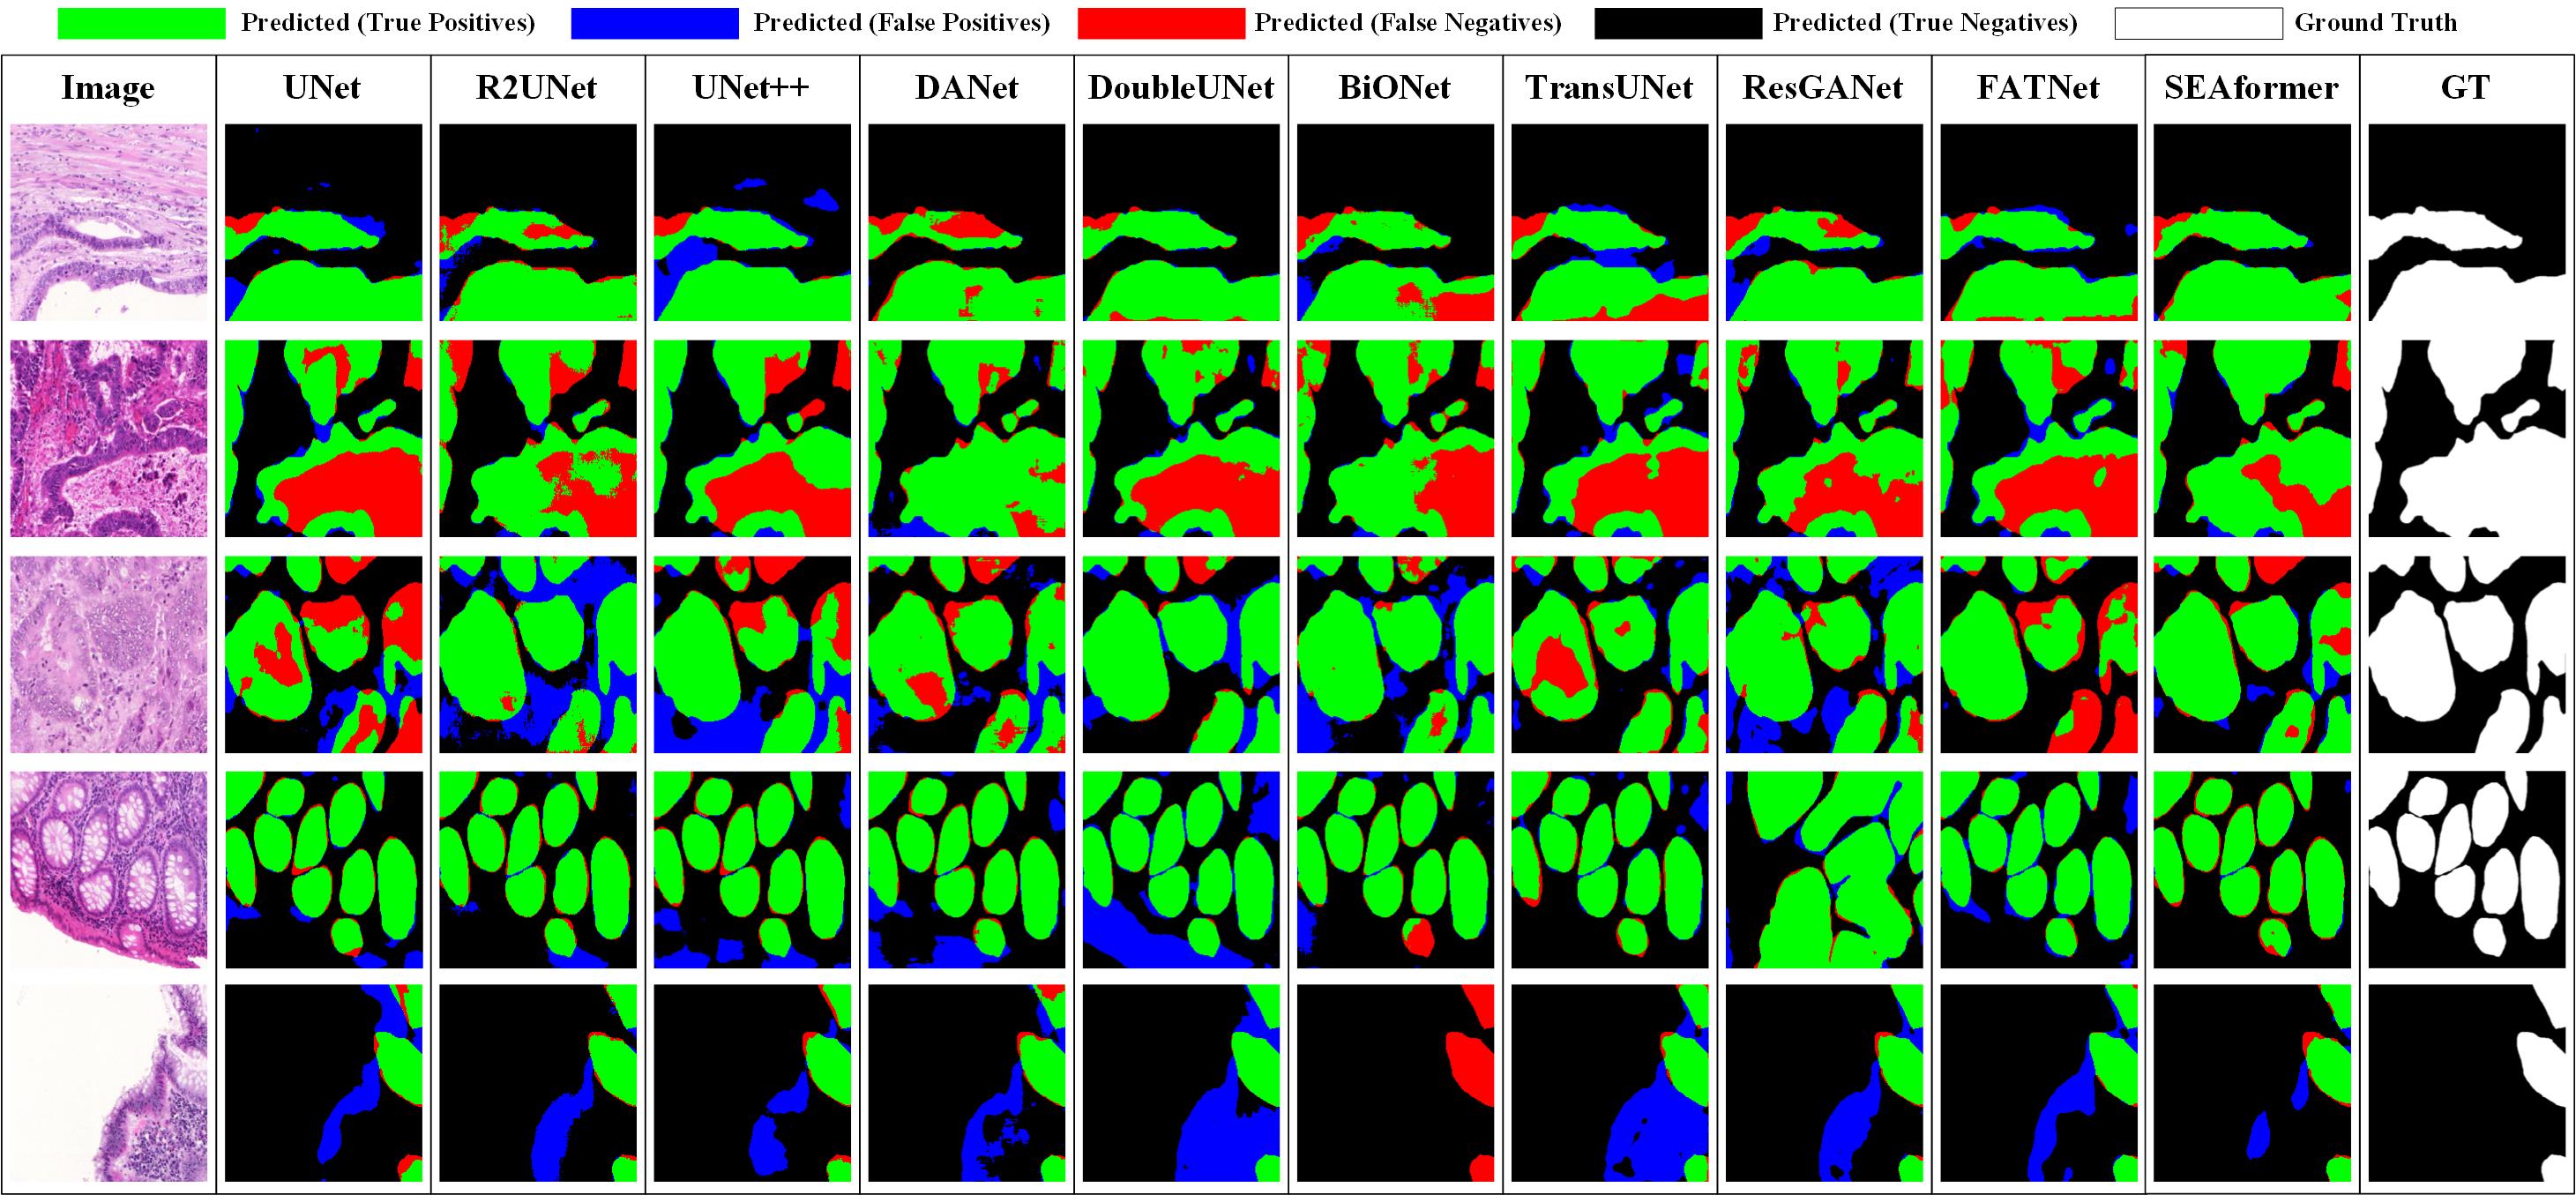 Predicted (True Positives) Predicted (False Positives) Predicted (False Negatives) Predicted (True Negatives) Ground Truth
Image UNet R2UNet UNet++ DANet DoubleUNet BiONet TransUNet ResGANet FATNet SEAformer GT